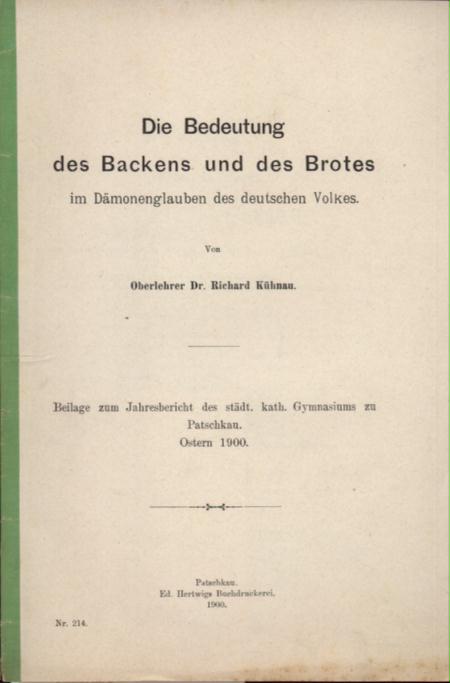 Die Bedeutung
des Backens und des Brotes
im Dämonenglauben des deutschen Volkes.
Von
Oberlehrer Dr. Richard Kühnau.
Beilage zum Jahresbericht des städt. kath. Gymnasiums zu
Patschkau.
Ostern 1900.
Patschkau.
Ed. Hertwigs Buchdruckerei.
1900.
Nr. 214.